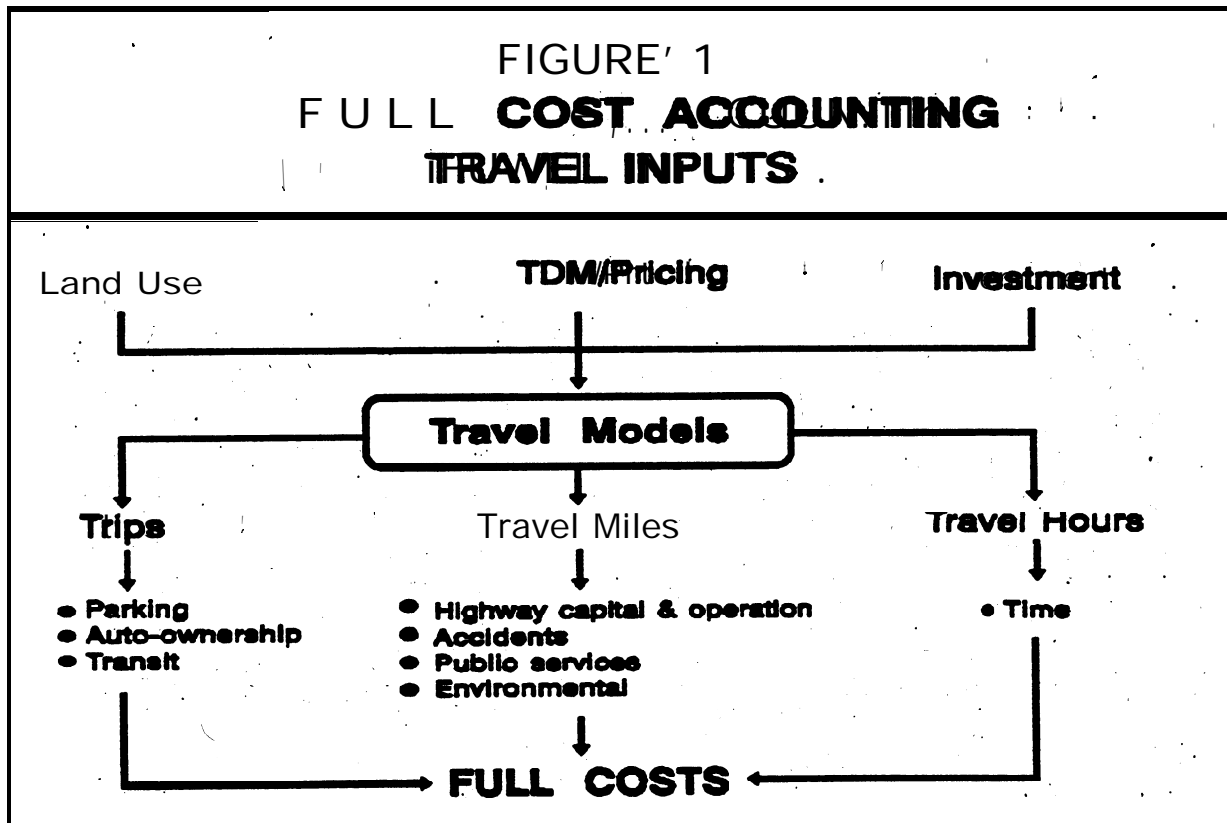 FIGURE' 1
FULL COST ACCOUNTING
TRAVEL INPUTS
Land Use
TDM/Pricing
Investment
Travel Models
Trips
Travel Miles
Travel Hours
• Parking
• Auto-ownership
• Transit
• Highway capital & operation
• Accidents
• Public services
• Environmental
• Time
FULL COSTS